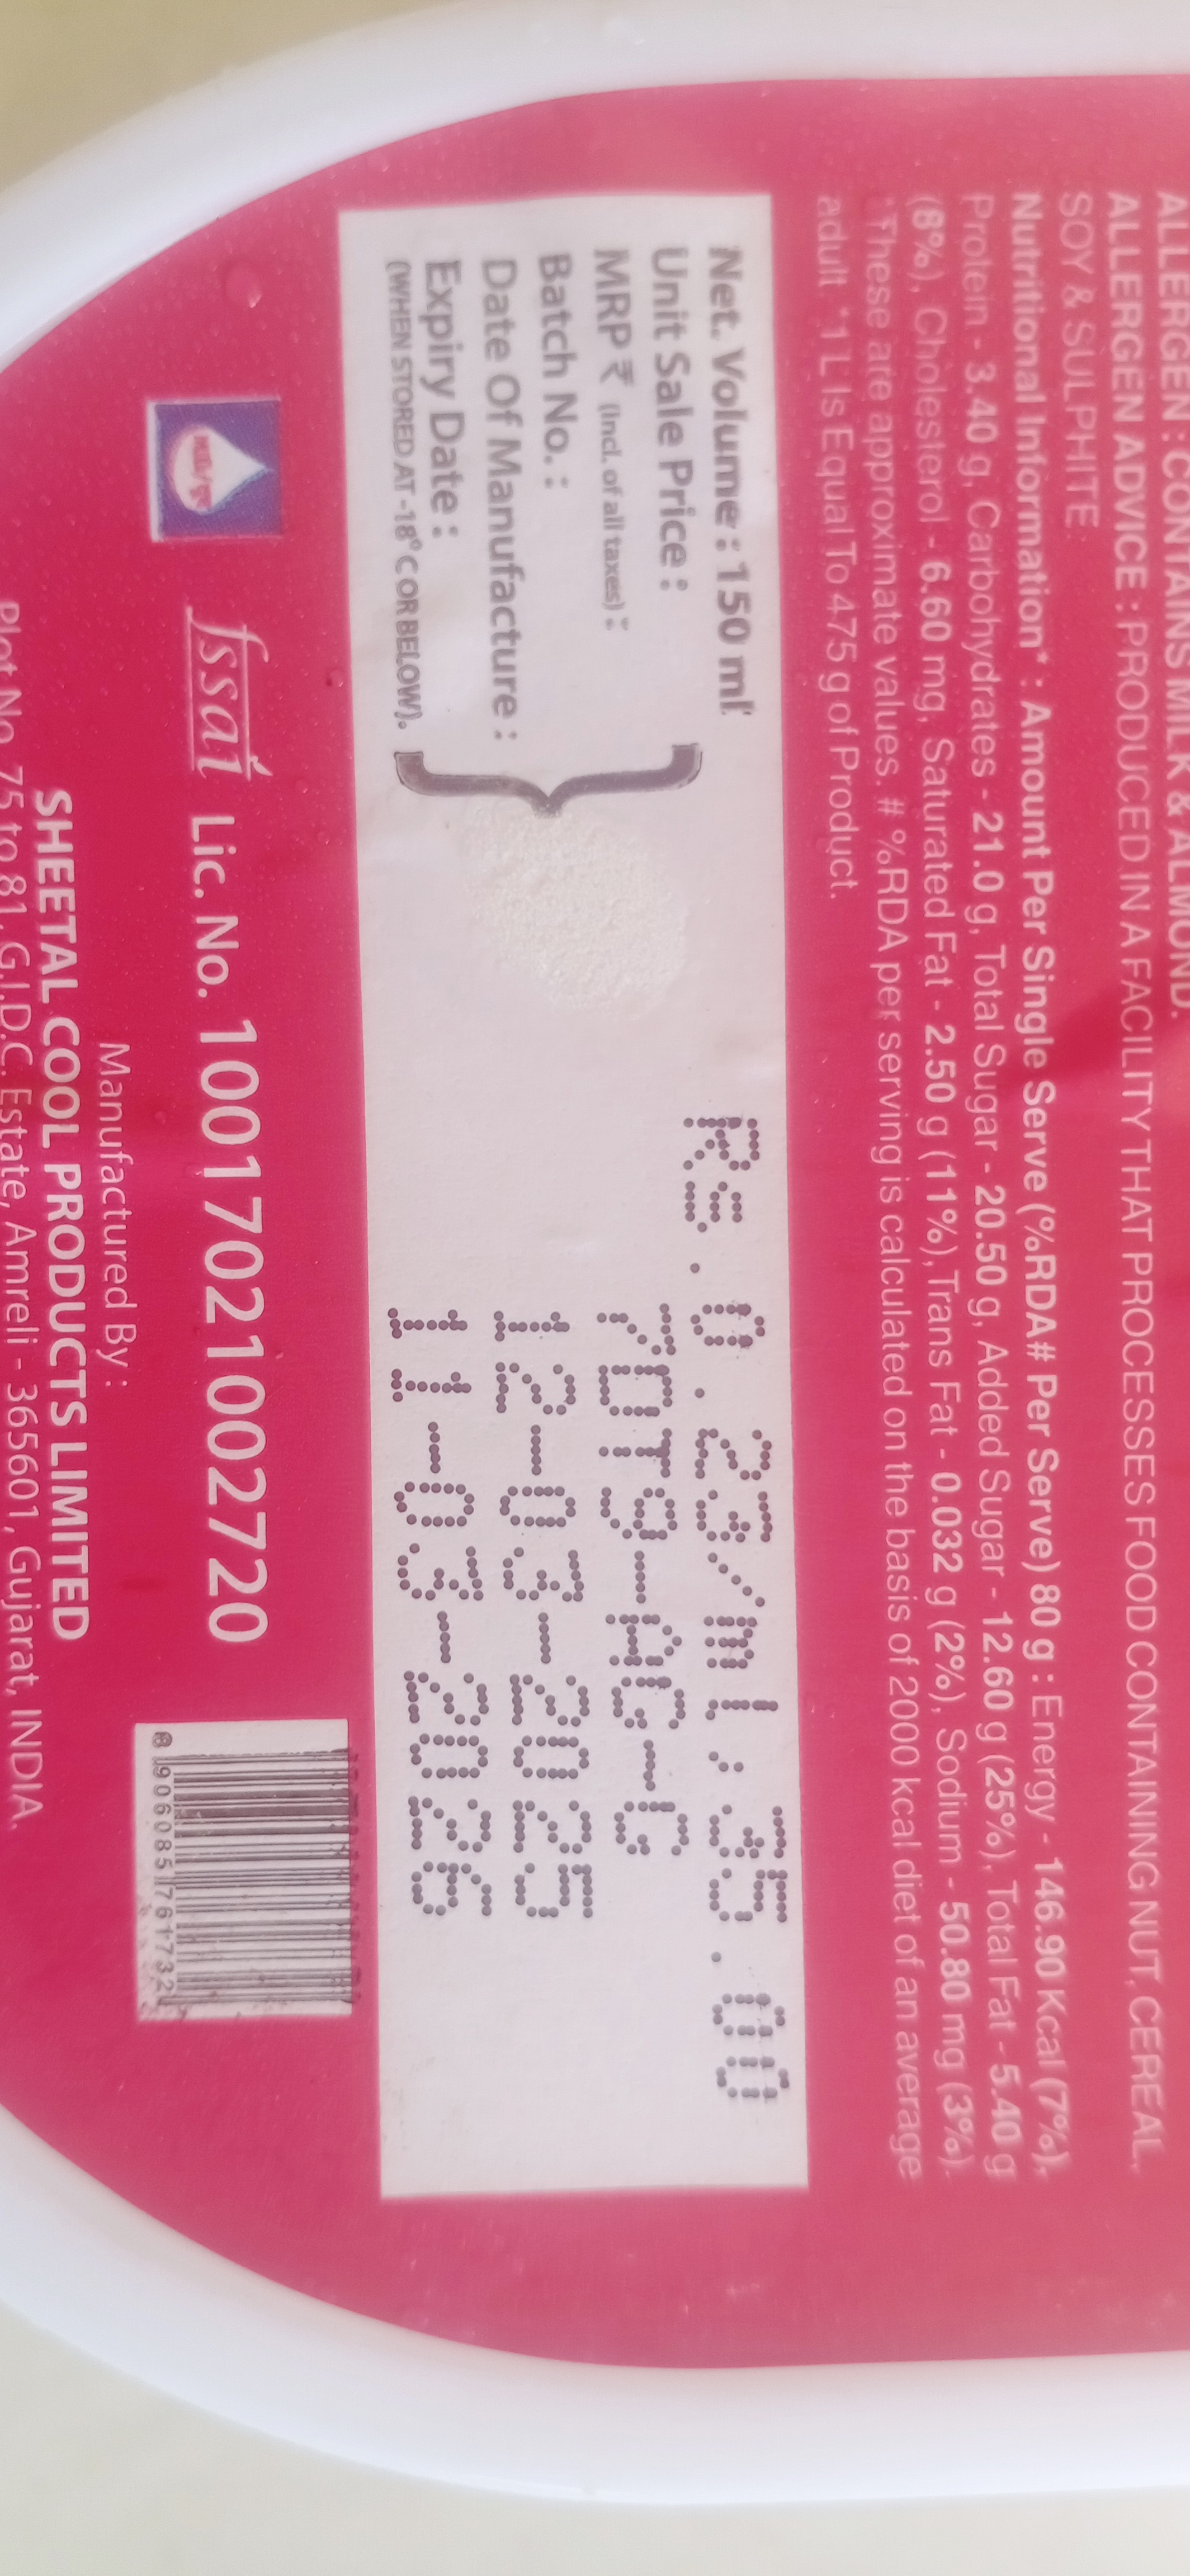 ALLERGEN : CONTAINS MILK & ALMOND.
ALLERGEN ADVICE : PRODUCED IN A FACILITY THAT PROCESSES FOOD CONTAINING NUT, CEREAL,
SOY & SULPHITE.
Nutritional Information* : Amount Per Single Serve (%RDA# Per Serve) 80 g : Energy - 146.90 Kcal (7%),
Protein - 3.40 g, Carbohydrates - 21.0 g, Total Sugar - 20.50 g, Added Sugar - 12.60 g (25%), Total Fat - 5.40 g
(8%), Cholesterol - 6.60 mg, Saturated Fat - 2.50 g (11%), Trans Fat - 0.032 g (2%), Sodium - 50.80 mg (3%).
*These are approximate values. # %RDA per serving is calculated on the basis of 2000 kcal diet of an average
adult. *1 L Is Equal To 475 g of Product.
Net. Volume : 150 ml
Unit Sale Price :
MRP ₹ (Incl. of all taxes) :
Batch No. :
Date Of Manufacture :
Expiry Date :
(WHEN STORED AT -18°C OR BELOW).
Rs. 0.23/ml, 35.00
7DT9-AG-G
12-03-2025
11-03-2026
fssai Lic. No. 10017021002720
Manufactured By :
SHEETAL COOL PRODUCTS LIMITED
Plot No. 75 to 81, G.I.D.C. Estate, Amreli - 365601, Gujarat, INDIA.
8 906085 761732